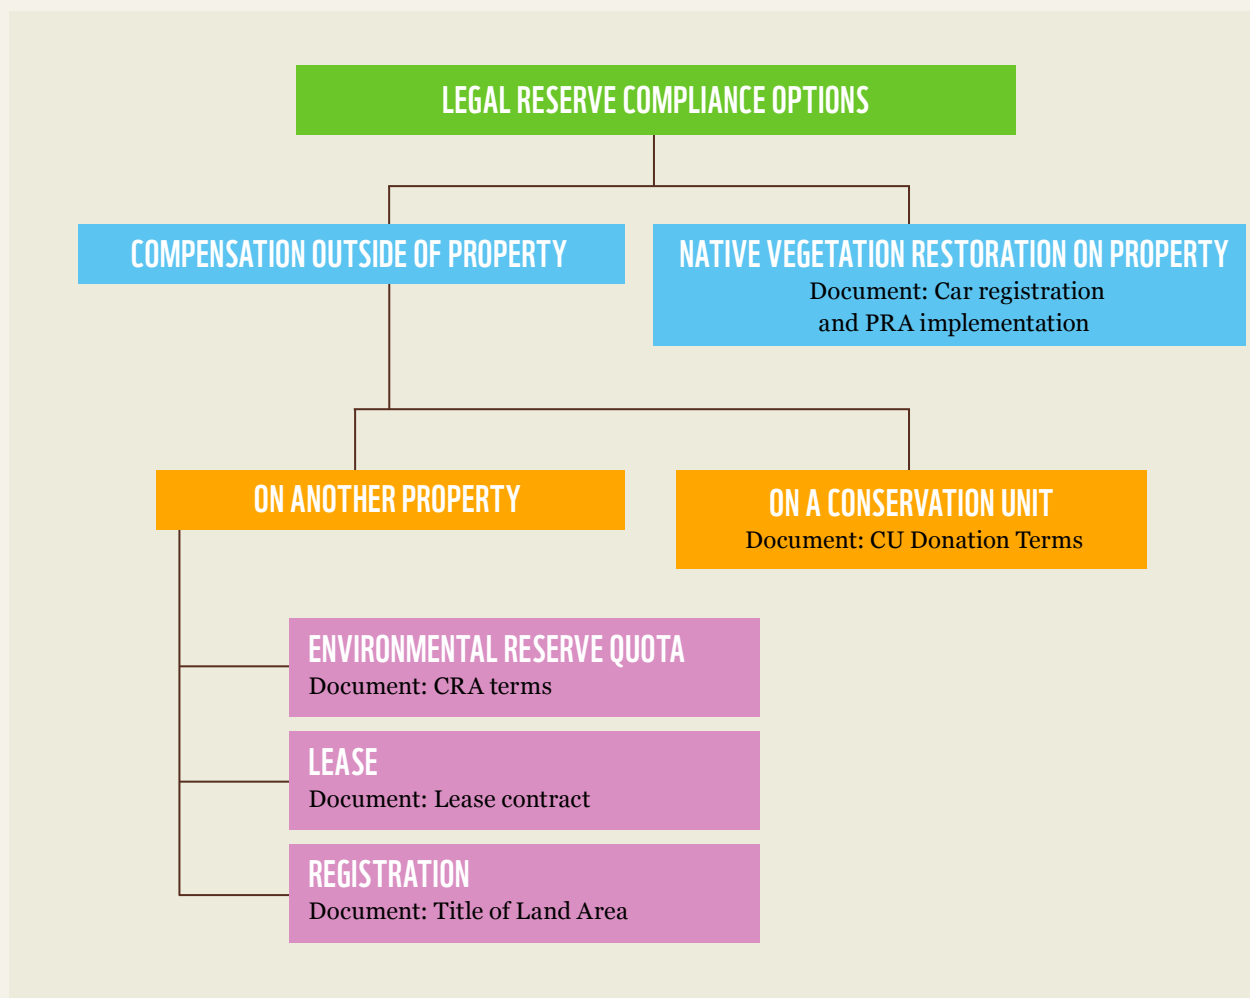 LEGAL RESERVE COMPLIANCE OPTIONS
COMPENSATION OUTSIDE OF PROPERTY
NATIVE VEGETATION RESTORATION ON PROPERTY
Document: Car registration
and PRA implementation
ON ANOTHER PROPERTY
ON A CONSERVATION UNIT
Document: CU Donation Terms
ENVIRONMENTAL RESERVE QUOTA
Document: CRA terms
LEASE
Document: Lease contract
REGISTRATION
Document: Title of Land Area